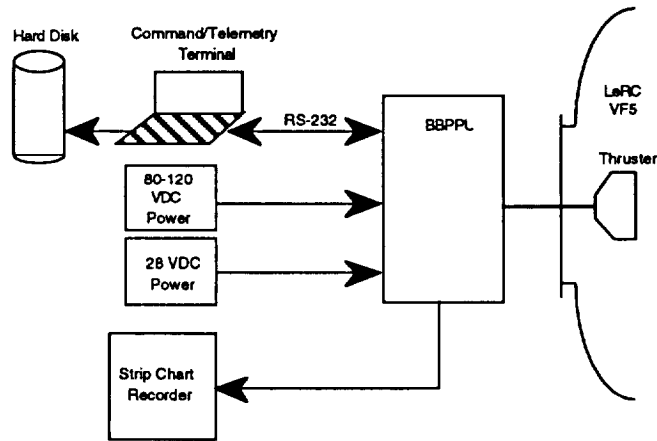 Hard Disk
Command/Telemetry
Terminal
RS-232
BBPPU
LeRC
VF5
Thruster
80-120
VDC
Power
28 VDC
Power
Strip Chart
Recorder